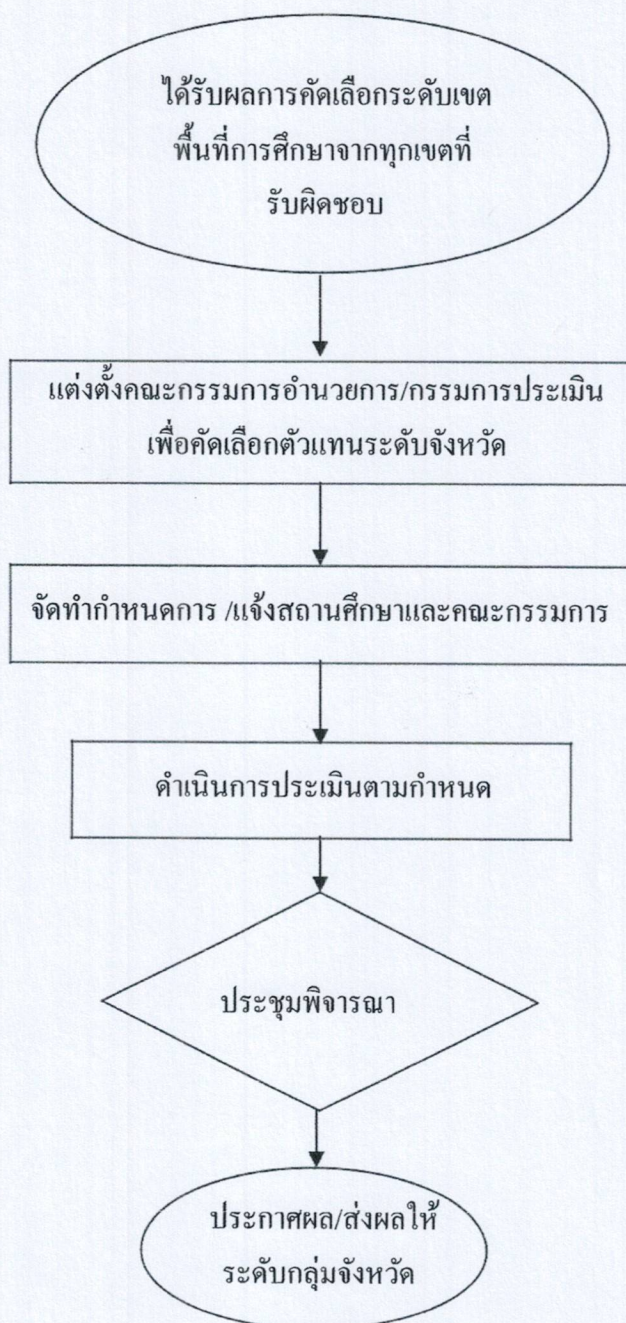 ได้รับผลการคัดเลือกระดับเขต
พื้นที่การศึกษาจากทุกเขตที่
รับผิดชอบ
แต่งตั้งคณะกรรมการอำนวยการ/กรรมการประเมิน
เพื่อคัดเลือกตัวแทนระดับจังหวัด
จัดทำกำหนดการ /แจ้งสถานศึกษาและคณะกรรมการ
ดำเนินการประเมินตามกำหนด
ประชุมพิจารณา
ประกาศผล/ส่งผลให้
ระดับกลุ่มจังหวัด